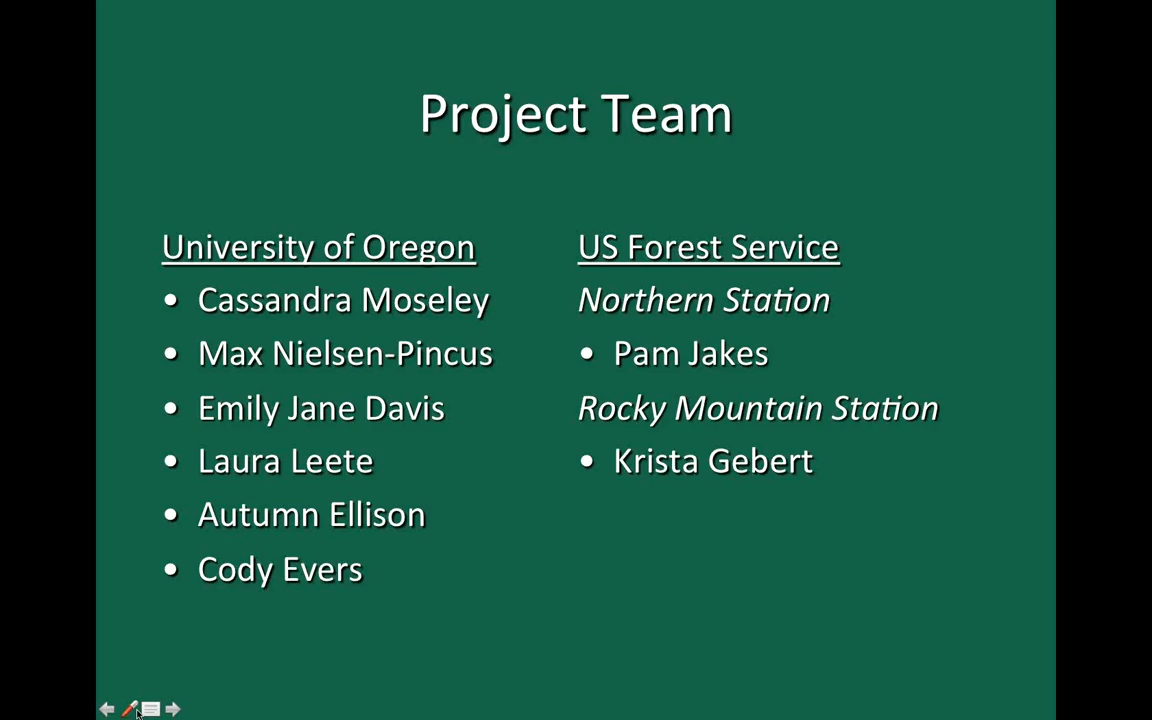 Project Team
University of Oregon
• Cassandra Moseley
• Max Nielsen-Pincus
• Emily Jane Davis
• Laura Leete
• Autumn Ellison
• Cody Evers
US Forest Service
Northern Station
• Pam Jakes
Rocky Mountain Station
• Krista Gebert